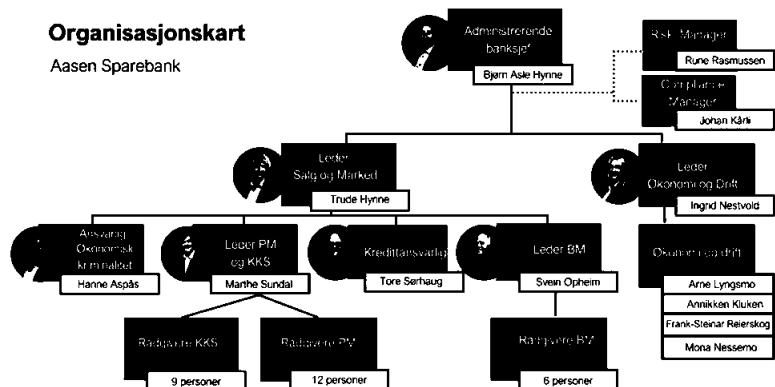 Organisasjonskart
Aasen Sparebank
Administrerende
banksjef
Bjørn Asle Hynne
Risk Manager
Rune Rasmussen
Compliance
Manager
Johan Kårli
Leder
Salg og Marked
Trude Hynne
Leder
Økonomi og Drift
Ingrid Nestvold
Ansvarlig
Økonomisk
kriminalitet
Hanne Aspås
Leder PM
og KKS
Marthe Sundal
Kredittansvarlig
Tore Sørhaug
Leder BM
Svein Opheim
Økonomi og drift
Arne Lyngsmo
Annikken Kluken
Frank-Steinar Reierskog
Mona Nessemo
Rådgivere KKS
9 personer
Rådgivere PM
12 personer
Rådgivere BM
6 personer